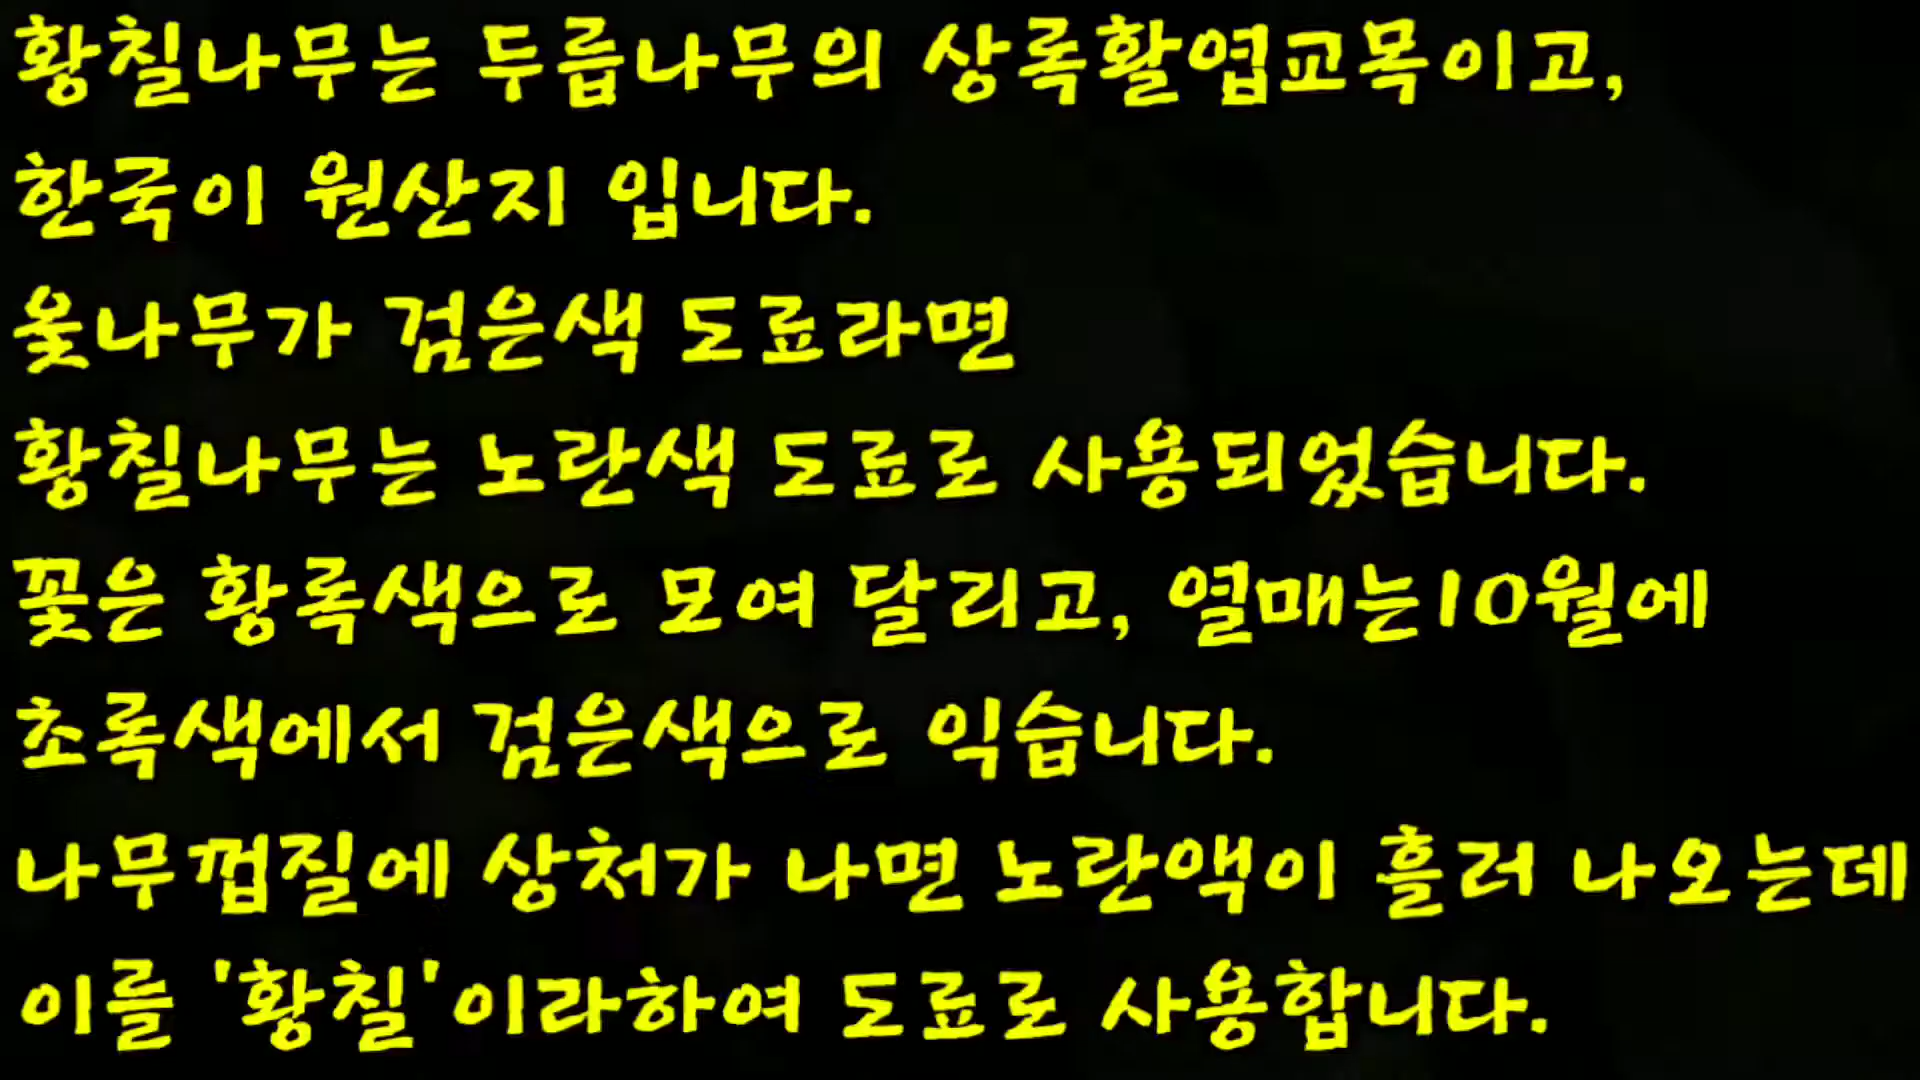 황칠나무는 두릅나무의 상록활엽교목이고,
한국이 원산지 입니다.
옻나무가 검은색 도료라면
황칠나무는 노란색 도료로 사용되었습니다.
꽃은 황록색으로 모여 달리고, 열매는10월에
초록색에서 검은색으로 익습니다.
나무껍질에 상처가 나면 노란액이 흘러 나오는데
이를 '황칠'이라하여 도료로 사용합니다.